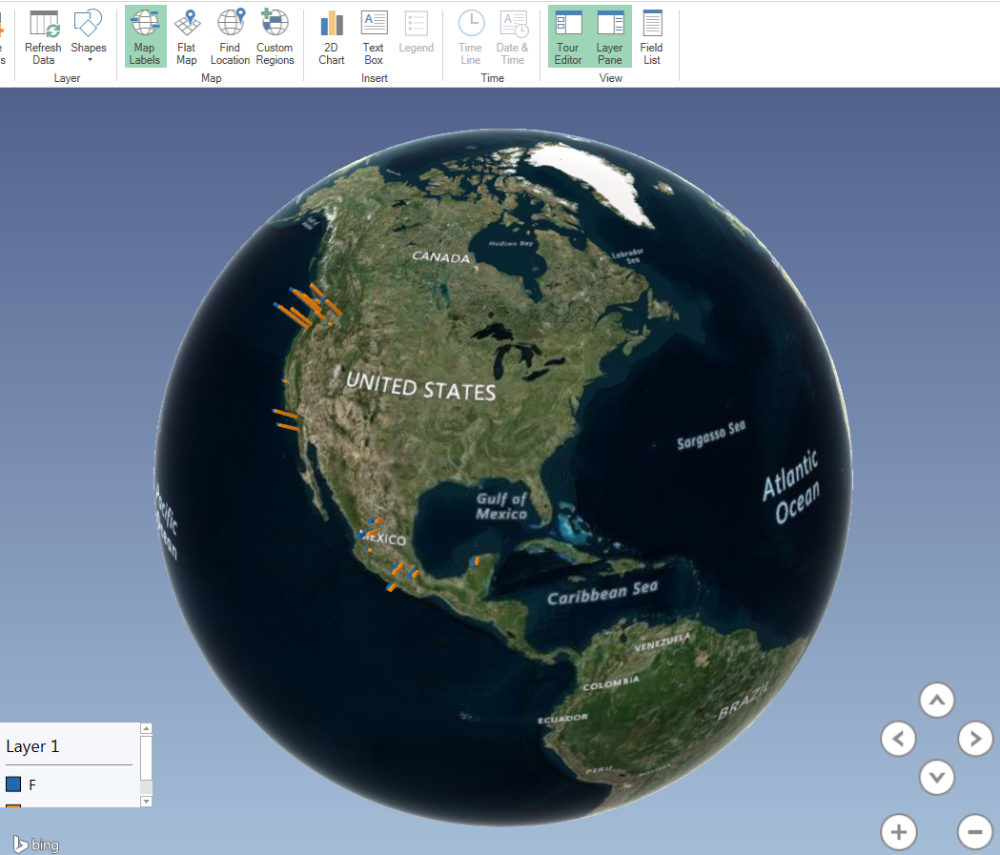 s
Refresh
Data
Shapes
Map
Labels
Flat
Map
Find
Location
Custom
Regions
2D
Chart
Text
Box
Legend
Time
Line
Date &
Time
Tour
Editor
Layer
Pane
Field
List
Layer
Map
Insert
Time
View
CANADA
Hudson Bay
Labrador
Sea
UNITED STATES
Sargasso Sea
Atlantic
Ocean
Gulf of
Mexico
Pacific
Ocean
MEXICO
Caribbean Sea
VENEZUELA
COLOMBIA
BRAZIL
ECUADOR
PERU
Layer 1
F
bing